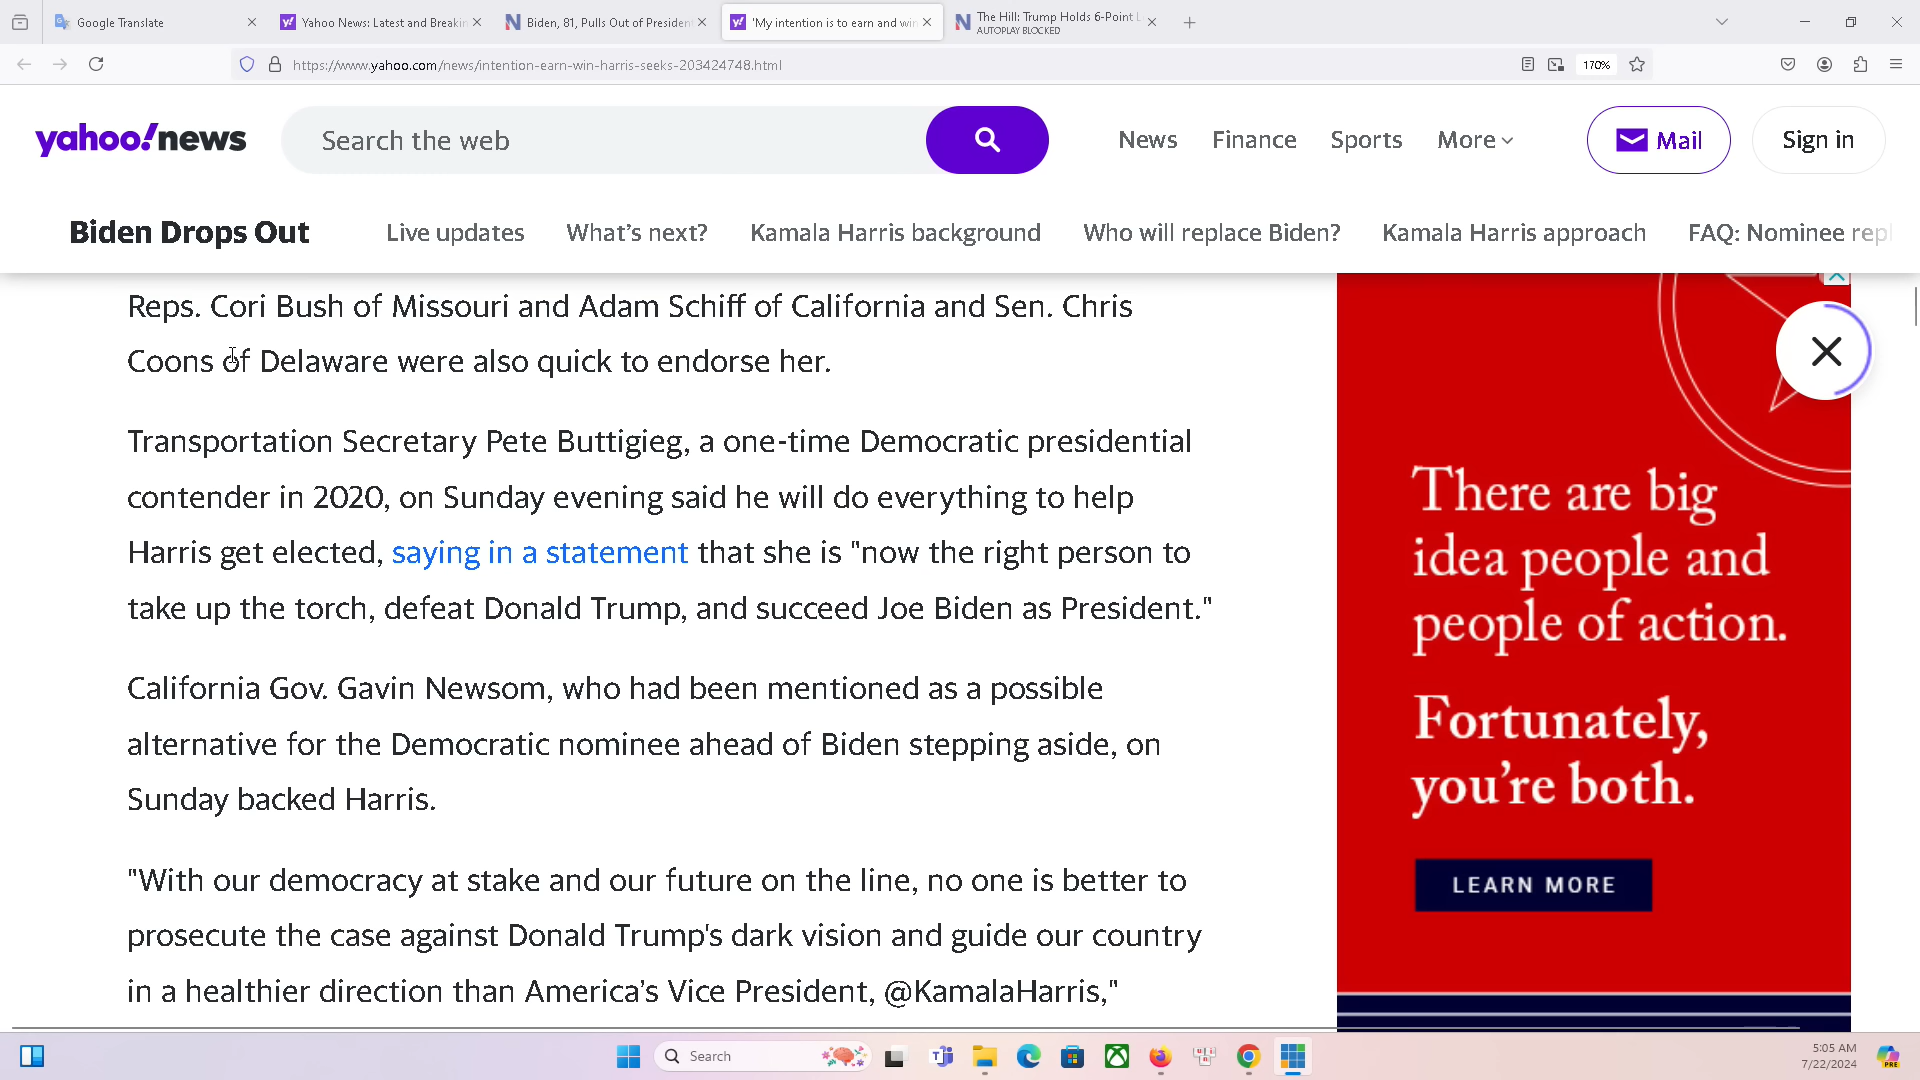 Google Translate
Yahoo News: Latest and Breakin
Biden, 81, Pulls Out of Presiden
'My intention is to earn and win
The Hill: Trump Holds 6-Point L
AUTOPLAY BLOCKED
https://www.yahoo.com/news/intention-earn-win-harris-seeks-203424748.html
170%
yahoo!news
Search the web
News Finance Sports More
Mail
Sign in
Biden Drops Out
Live updates
What's next?
Kamala Harris background
Who will replace Biden?
Kamala Harris approach
FAQ: Nominee repl
Reps. Cori Bush of Missouri and Adam Schiff of California and Sen. Chris
Coons of Delaware were also quick to endorse her.
Transportation Secretary Pete Buttigieg, a one-time Democratic presidential
contender in 2020, on Sunday evening said he will do everything to help
Harris get elected, saying in a statement that she is "now the right person to
take up the torch, defeat Donald Trump, and succeed Joe Biden as President."
California Gov. Gavin Newsom, who had been mentioned as a possible
alternative for the Democratic nominee ahead of Biden stepping aside, on
Sunday backed Harris.
"With our democracy at stake and our future on the line, no one is better to
prosecute the case against Donald Trump's dark vision and guide our country
in a healthier direction than America's Vice President, @KamalaHarris,"
There are big
idea people and
people of action.
Fortunately,
you're both.
LEARN MORE
Search
5:05 AM
7/22/2024
PRE